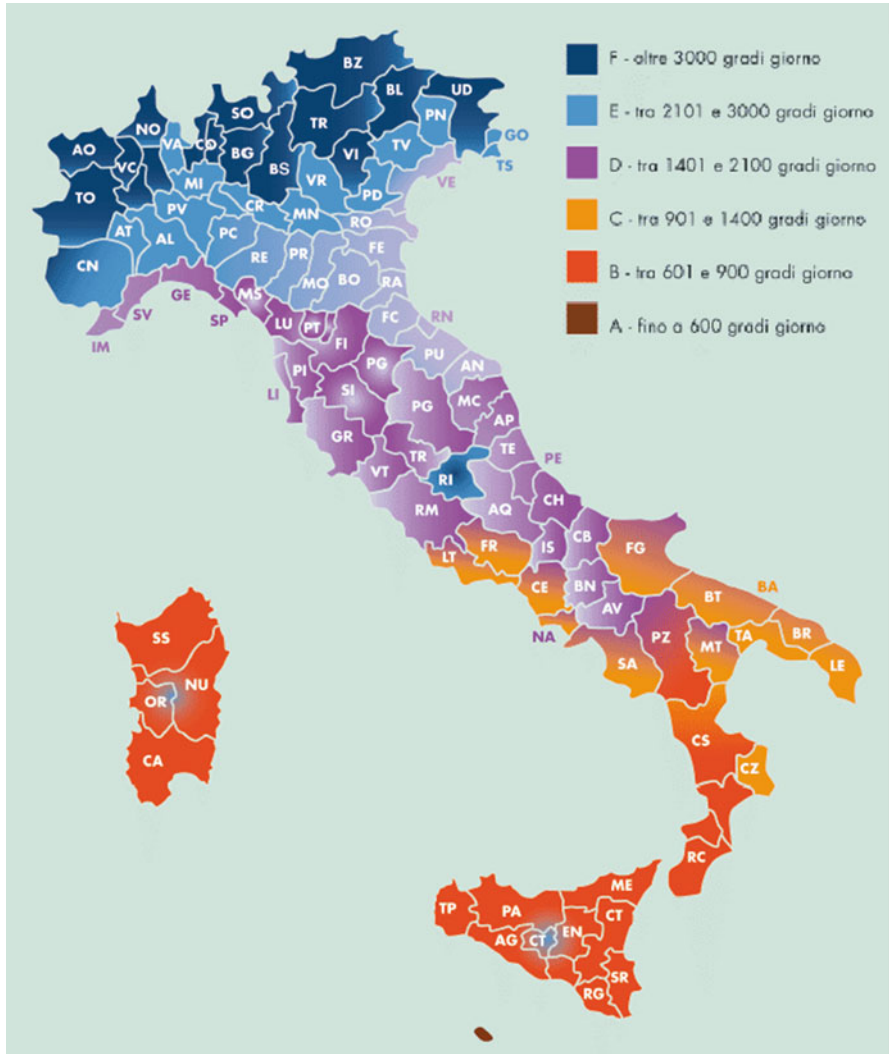 F - oltre 3000 gradi giorno
E - tra 2101 e 3000 gradi giorno
D - tra 1401 e 2100 gradi giorno
C - tra 901 e 1400 gradi giorno
B - tra 601 e 900 gradi giorno
A - fino a 600 gradi giorno
BZ
SO
BL
UD
NO
VA
CO
TR
PN
GO
AO
VC
BG
BS
VI
TV
TS
TO
MI
VR
PD
VE
PV
CR
MN
RO
AT
AL
PC
RE
PR
FE
CN
MO
BO
RA
GE
MS
SV
SP
LU
PT
FC
RN
IM
FI
PU
PI
PG
AN
LI
SI
PG
MC
AP
GR
TR
TE
VT
RI
PE
RM
AQ
CH
LT
FR
IS
CB
FG
CE
BN
BT
BA
NA
AV
PZ
MT
TA
BR
SA
LE
SS
OR
NU
CS
CA
CZ
RC
ME
TP
PA
CT
AG
CT
EN
SR
RG